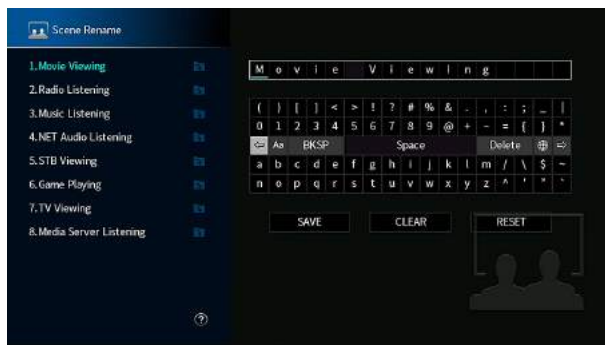 Scene Rename
1.Movie Viewing
2.Radio Listening
3.Music Listening
4.NET Audio Listening
5.STB Viewing
6.Game Playing
7.TV Viewing
8.Media Server Listening
?
Movie Viewing
( ) [ ] < > ! ? # % & . , : ; _ |
0 1 2 3 4 5 6 7 8 9 @ + - = { } *
⇦ Aa BKSP Space Delete ⇨
a b c d e f g h i j k l m / \ $ ~
n o p q r s t u v w x y z ^ ' " `
SAVE CLEAR RESET